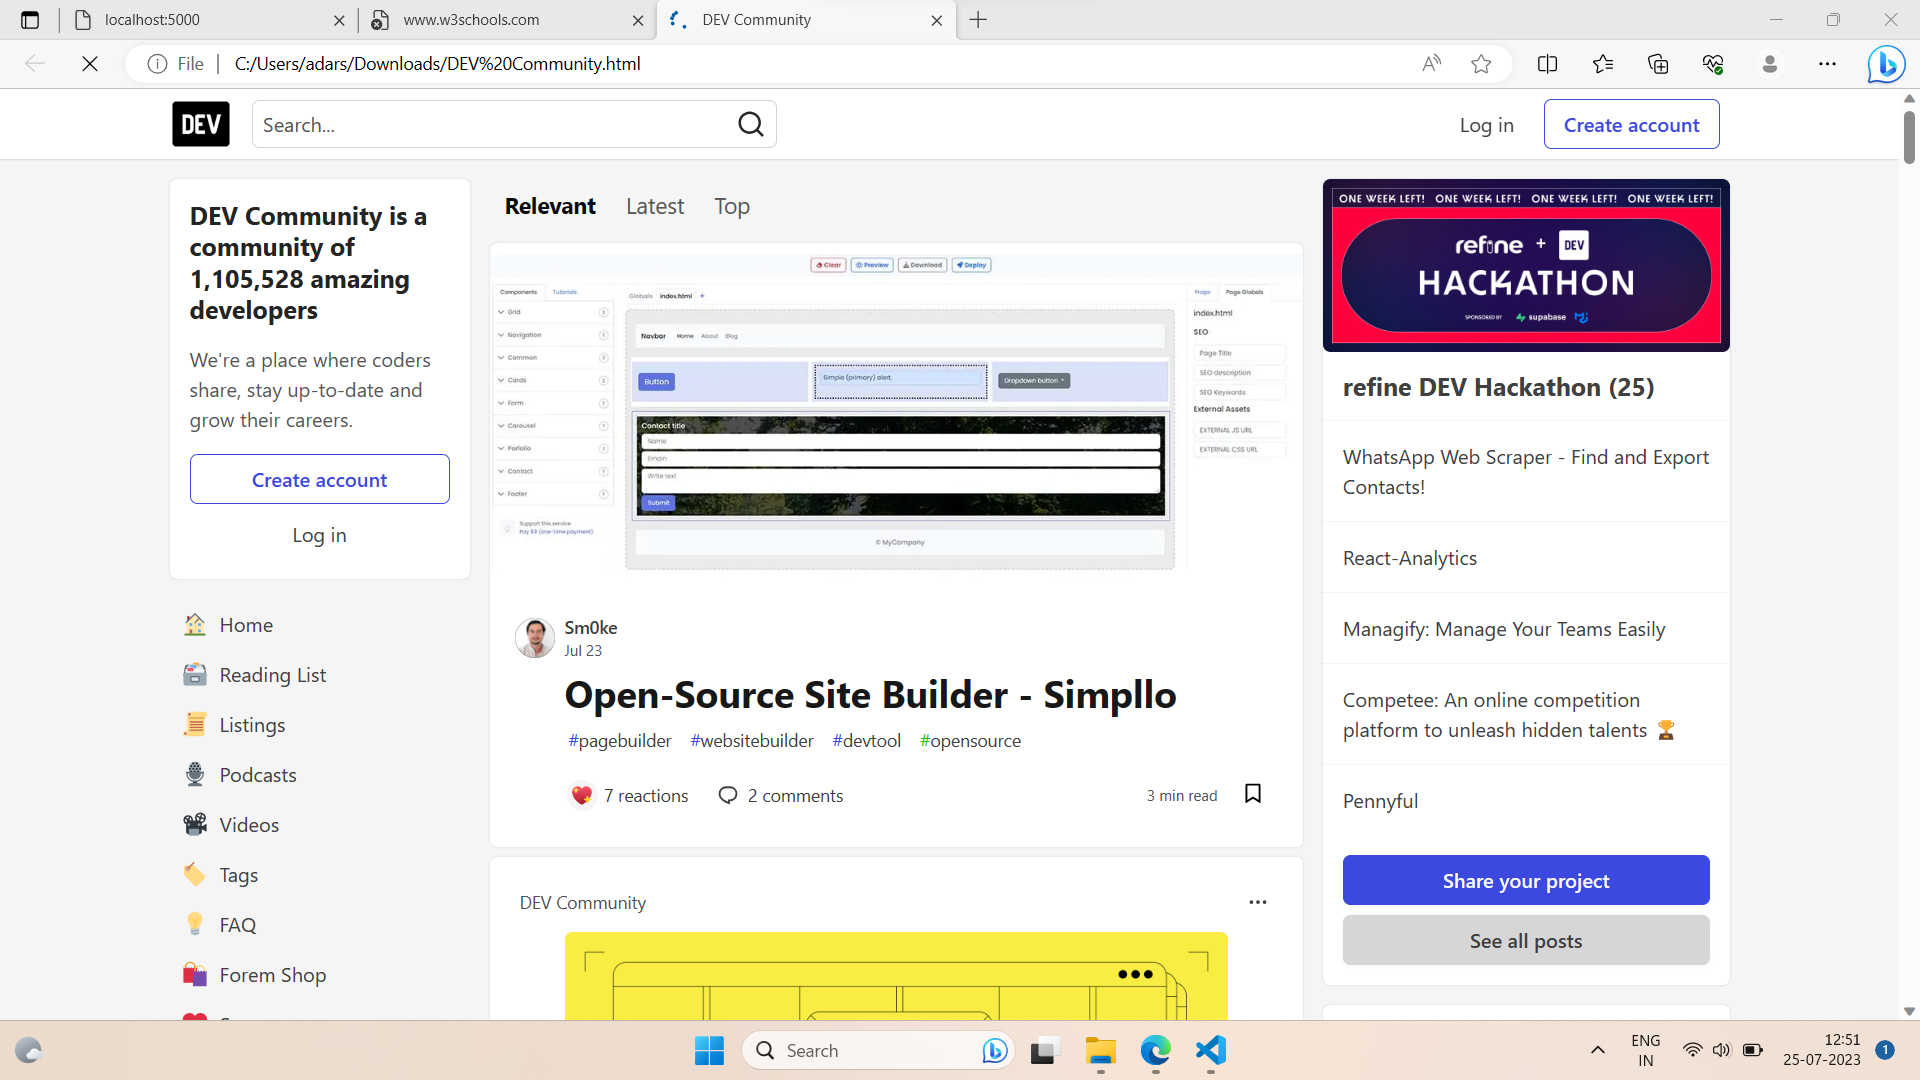 localhost:5000
www.w3schools.com
DEV Community
File
C:/Users/adars/Downloads/DEV%20Community.html
DEV
Search...
Log in
Create account
DEV Community is a
community of
1,105,528 amazing
developers
We're a place where coders
share, stay up-to-date and
grow their careers.
Create account
Log in
Home
Reading List
Listings
Podcasts
Videos
Tags
FAQ
Forem Shop
Relevant Latest Top
Clear Preview Download Deploy
Components Tutorials
Grid 5
Navigation 1
Common 3
Cards 2
Form 1
Carousel 1
Porfolio 1
Contact 1
Footer 1
Support this service
Pay $9 (one-time payment)
Globals index.html +
Navbar Home About Blog
Button
Simple (primary) alert.
Dropdown button
Contact title
Name
Email
Write text
Submit
© MyCompany
Props Page Globals
index.html
SEO
Page Title
SEO description
SEO Keywords
External Assets
EXTERNAL JS URL
EXTERNAL CSS URL
Sm0ke
Jul 23
Open-Source Site Builder - Simpllo
#pagebuilder #websitebuilder #devtool #opensource
7 reactions 2 comments 3 min read
DEV Community
ONE WEEK LEFT! ONE WEEK LEFT! ONE WEEK LEFT! ONE WEEK LEFT!
refine + DEV
HACKATHON
SPONSORED BY supabase
refine DEV Hackathon (25)
WhatsApp Web Scraper - Find and Export
Contacts!
React-Analytics
Managify: Manage Your Teams Easily
Competee: An online competition
platform to unleash hidden talents
Pennyful
Share your project
See all posts
Search
ENG
IN
12:51
25-07-2023
1